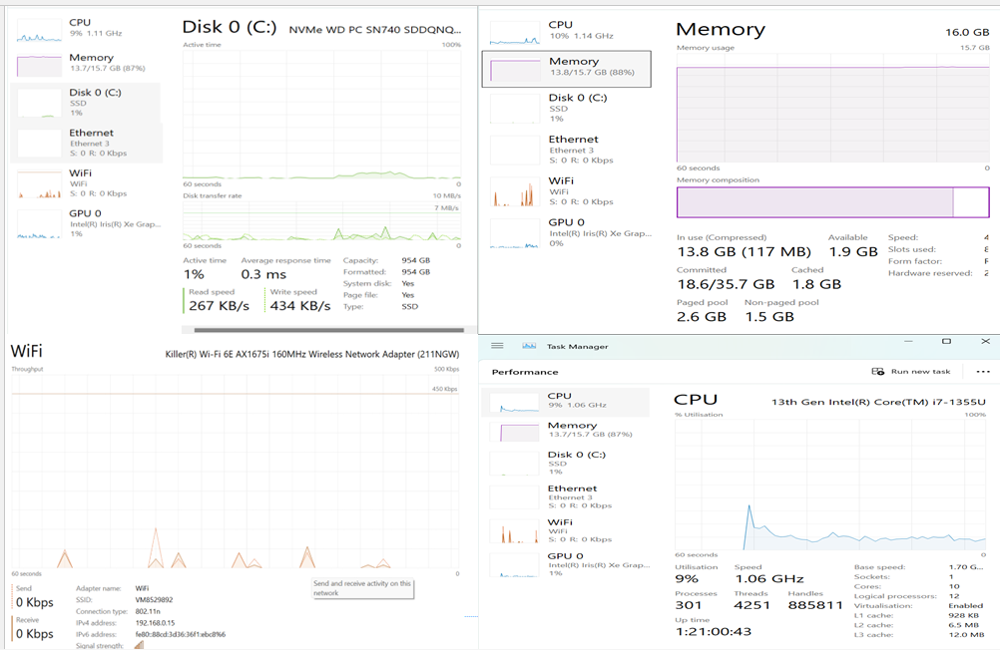 CPU
9% 1.11 GHz
Memory
13.7/15.7 GB (87%)
Disk 0 (C:)
SSD
1%
Ethernet
Ethernet 3
S: 0 R: 0 Kbps
WiFi
WiFi
S: 0 R: 0 Kbps
GPU 0
Intel(R) Iris(R) Xe Grap...
1%
Disk 0 (C:) NVMe WD PC SN740 SDDQNQ...
Active time 100%
60 seconds 0
Disk transfer rate 10 MB/s
7 MB/s
60 seconds 0
Active time
1%
Average response time
0.3 ms
Read speed
267 KB/s
Write speed
434 KB/s
Capacity: 954 GB
Formatted: 954 GB
System disk: Yes
Page file: Yes
Type: SSD
CPU
10% 1.14 GHz
Memory
13.8/15.7 GB (88%)
Disk 0 (C:)
SSD
1%
Ethernet
Ethernet 3
S: 0 R: 0 Kbps
WiFi
WiFi
S: 0 R: 0 Kbps
GPU 0
Intel(R) Iris(R) Xe Grap...
0%
Memory 16.0 GB
Memory usage 15.7 GB
60 seconds 0
Memory composition
In use (Compressed)
13.8 GB (117 MB)
Available
1.9 GB
Committed
18.6/35.7 GB
Cached
1.8 GB
Paged pool
2.6 GB
Non-paged pool
1.5 GB
Speed: 4
Slots used: 8
Form factor:
Hardware reserved: 2
WiFi Killer(R) Wi-Fi 6E AX1675i 160MHz Wireless Network Adapter (211NGW)
Throughput 500 Kbps
450 Kbps
60 seconds 0
Send and receive activity on this
network
Send
0 Kbps
Receive
0 Kbps
Adapter name: WiFi
SSID: VM8529892
Connection type: 802.11n
IPv4 address: 192.168.0.15
IPv6 address: fe80::88cd:3d36:36f1:ebc8%6
Signal strength:
Task Manager
Performance Run new task
CPU
9% 1.06 GHz
Memory
13.7/15.7 GB (87%)
Disk 0 (C:)
SSD
1%
Ethernet
Ethernet 3
S: 0 R: 0 Kbps
WiFi
WiFi
S: 0 R: 0 Kbps
GPU 0
Intel(R) Iris(R) Xe Grap...
1%
CPU 13th Gen Intel(R) Core(TM) i7-1355U
% Utilisation 100%
60 seconds 0
Utilisation
9%
Speed
1.06 GHz
Processes
301
Threads
4251
Handles
885811
Up time
1:21:00:43
Base speed: 1.70 G...
Sockets: 1
Cores: 10
Logical processors: 12
Virtualisation: Enabled
L1 cache: 928 KB
L2 cache: 6.5 MB
L3 cache: 12.0 MB